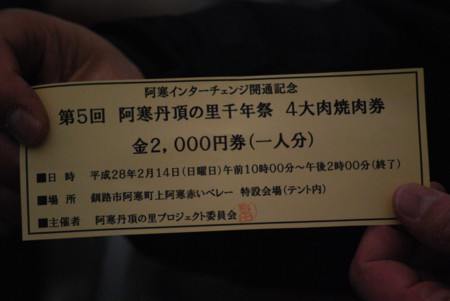 阿寒インターチェンジ開通記念
第5回 阿寒丹頂の里千年祭 4大肉焼肉券
金2,000円券(一人分)
■日 時 平成28年2月14日(日曜日)午前10時00分~午後2時00分(終了)
■場 所 釧路市阿寒町上阿寒赤いベレー 特設会場(テント内)
■主催者 阿寒丹頂の里プロジェクト委員会